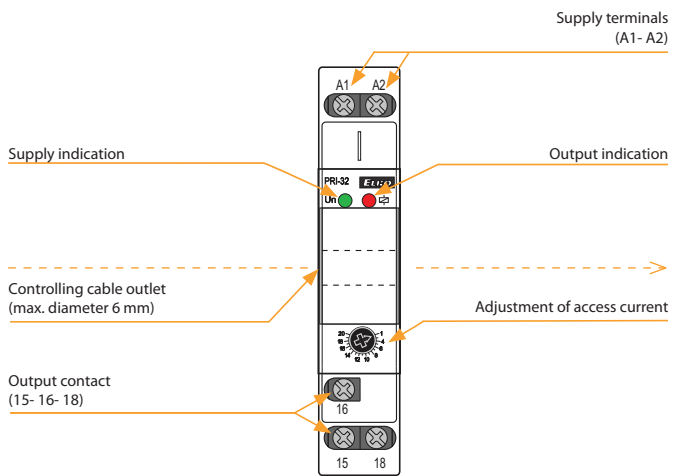 Supply terminals
(A1- A2)
A1 A2
Supply indication
Output indication
PRI-32
Un
Controlling cable outlet
(max. diameter 6 mm)
Adjustment of access current
20 1
18 4
16 6
14 12 10 8
Output contact
(15- 16- 18)
16
15 18